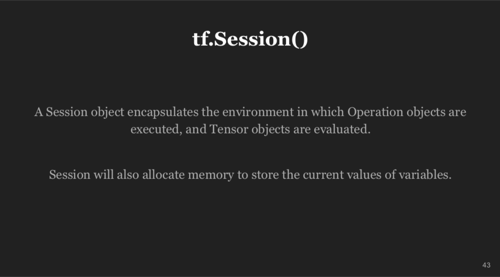 tf.Session()
A Session object encapsulates the environment in which Operation objects are
executed, and Tensor objects are evaluated.
Session will also allocate memory to store the current values of variables.
43